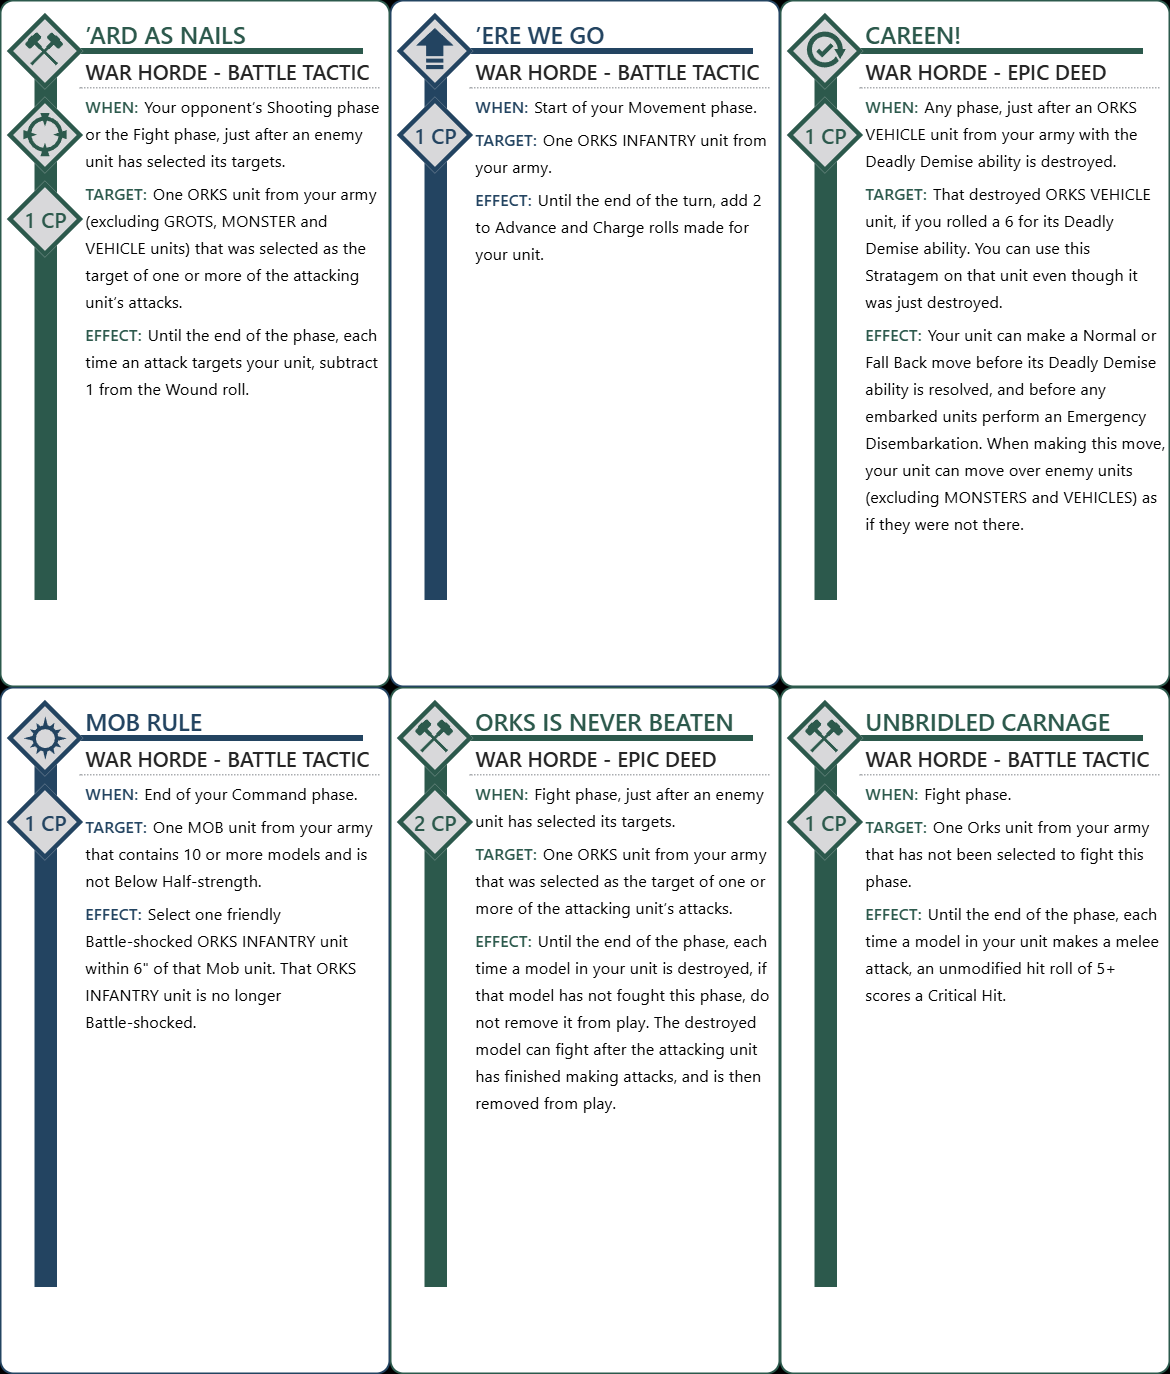 ’ARD AS NAILS
WAR HORDE - BATTLE TACTIC
WHEN: Your opponent’s Shooting phase
or the Fight phase, just after an enemy
unit has selected its targets.
TARGET: One ORKS unit from your army
1 CP
(excluding GROTS, MONSTER and
VEHICLE units) that was selected as the
target of one or more of the attacking
unit’s attacks.
EFFECT: Until the end of the phase, each
time an attack targets your unit, subtract
1 from the Wound roll.
’ERE WE GO
WAR HORDE - BATTLE TACTIC
WHEN: Start of your Movement phase.
1 CP
TARGET: One ORKS INFANTRY unit from
your army.
EFFECT: Until the end of the turn, add 2
to Advance and Charge rolls made for
your unit.
CAREEN!
WAR HORDE - EPIC DEED
WHEN: Any phase, just after an ORKS
1 CP
VEHICLE unit from your army with the
Deadly Demise ability is destroyed.
TARGET: That destroyed ORKS VEHICLE
unit, if you rolled a 6 for its Deadly
Demise ability. You can use this
Stratagem on that unit even though it
was just destroyed.
EFFECT: Your unit can make a Normal or
Fall Back move before its Deadly Demise
ability is resolved, and before any
embarked units perform an Emergency
Disembarkation. When making this move,
your unit can move over enemy units
(excluding MONSTERS and VEHICLES) as
if they were not there.
MOB RULE
WAR HORDE - BATTLE TACTIC
WHEN: End of your Command phase.
1 CP
TARGET: One MOB unit from your army
that contains 10 or more models and is
not Below Half-strength.
EFFECT: Select one friendly
Battle-shocked ORKS INFANTRY unit
within 6" of that Mob unit. That ORKS
INFANTRY unit is no longer
Battle-shocked.
ORKS IS NEVER BEATEN
WAR HORDE - EPIC DEED
WHEN: Fight phase, just after an enemy
2 CP
unit has selected its targets.
TARGET: One ORKS unit from your army
that was selected as the target of one or
more of the attacking unit’s attacks.
EFFECT: Until the end of the phase, each
time a model in your unit is destroyed, if
that model has not fought this phase, do
not remove it from play. The destroyed
model can fight after the attacking unit
has finished making attacks, and is then
removed from play.
UNBRIDLED CARNAGE
WAR HORDE - BATTLE TACTIC
WHEN: Fight phase.
1 CP
TARGET: One Orks unit from your army
that has not been selected to fight this
phase.
EFFECT: Until the end of the phase, each
time a model in your unit makes a melee
attack, an unmodified hit roll of 5+
scores a Critical Hit.